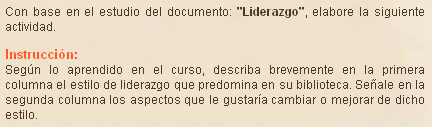 Con base en el estudio del documento: "Liderazgo", elabore la siguiente
actividad.
Instrucción:
Según lo aprendido en el curso, describa brevemente en la primera
columna el estilo de liderazgo que predomina en su biblioteca. Señale en la
segunda columna los aspectos que le gustaría cambiar o mejorar de dicho
estilo.